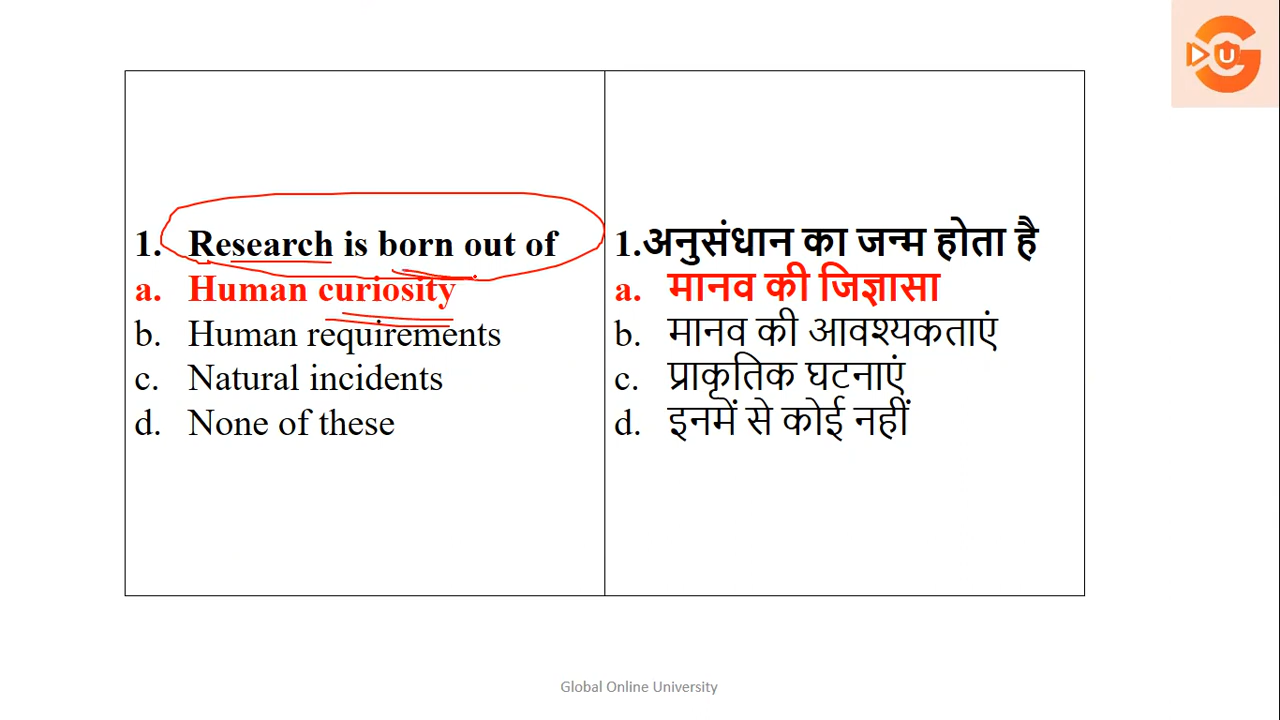 1. Research is born out of
a. Human curiosity
b. Human requirements
c. Natural incidents
d. None of these
1.अनुसंधान का जन्म होता है
a. मानव की जिज्ञासा
b. मानव की आवश्यकताएं
c. प्राकृतिक घटनाएं
d. इनमें से कोई नहीं
U
Global Online University